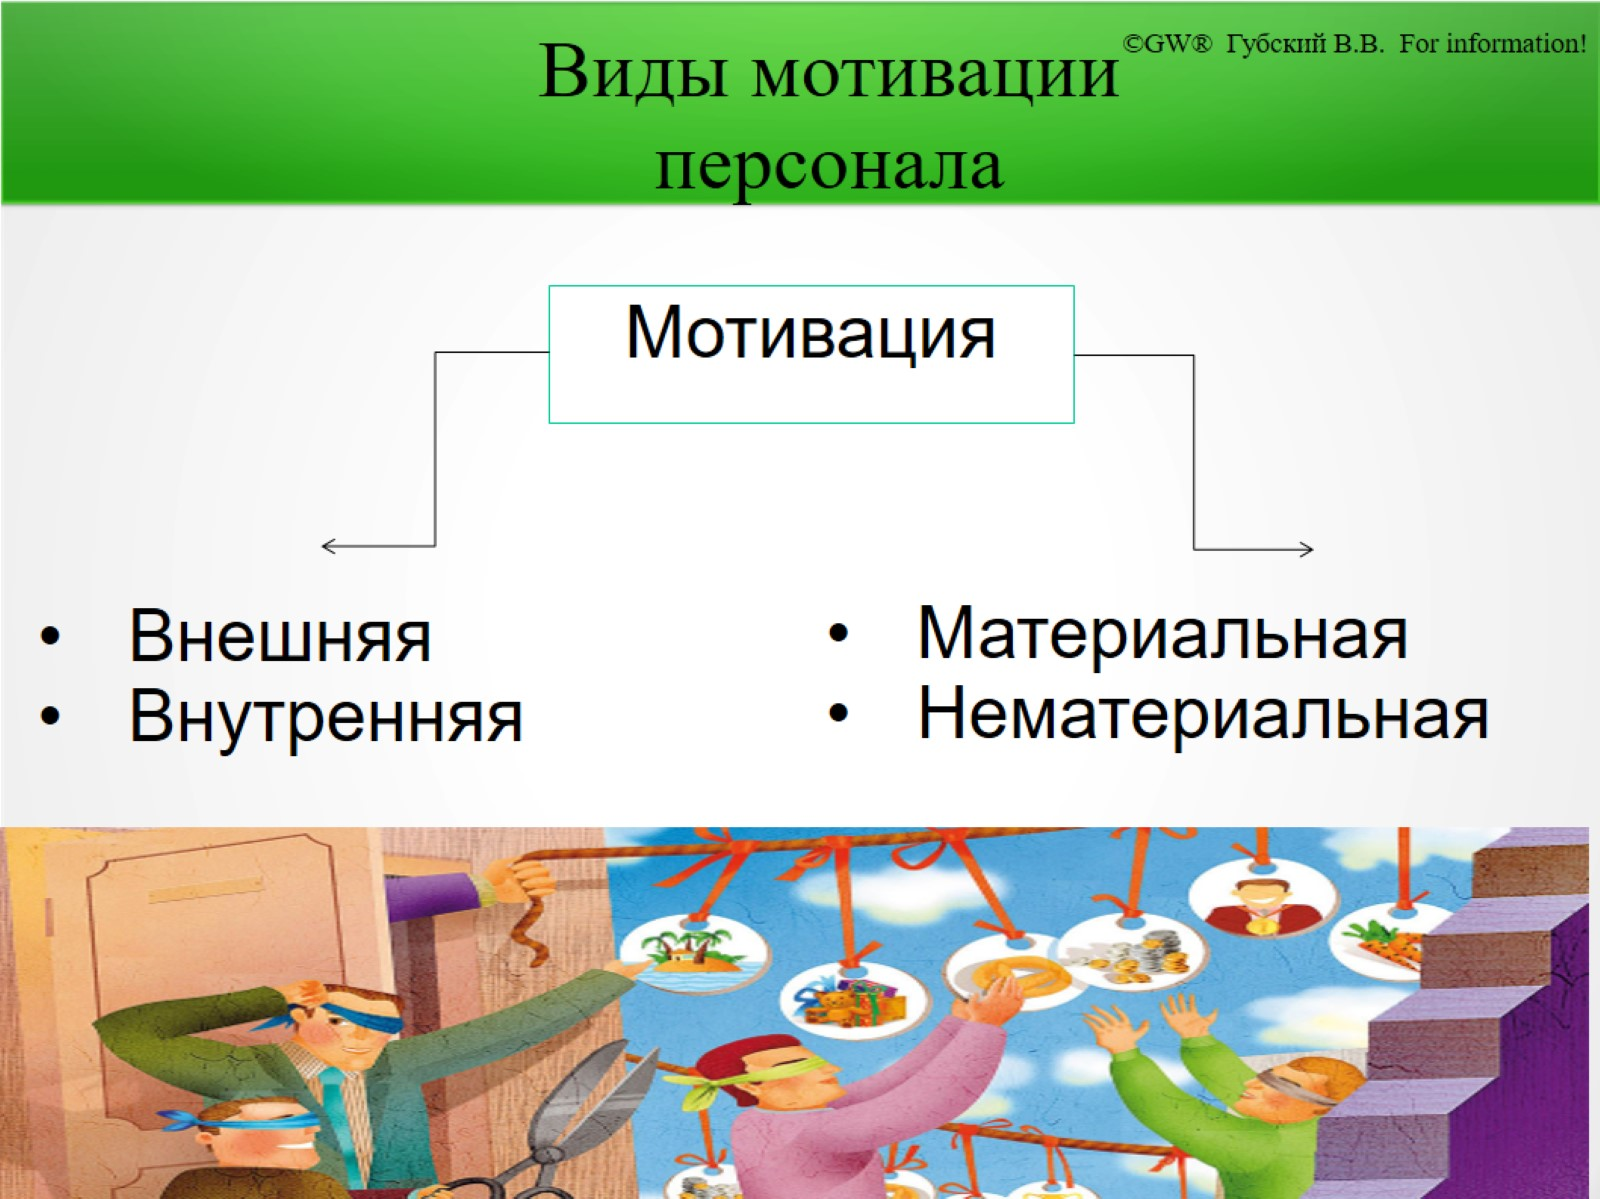 ©GW® Губский В.В. For information!
Виды мотивации
персонала
Мотивация
• Внешняя
• Внутренняя
• Материальная
• Нематериальная